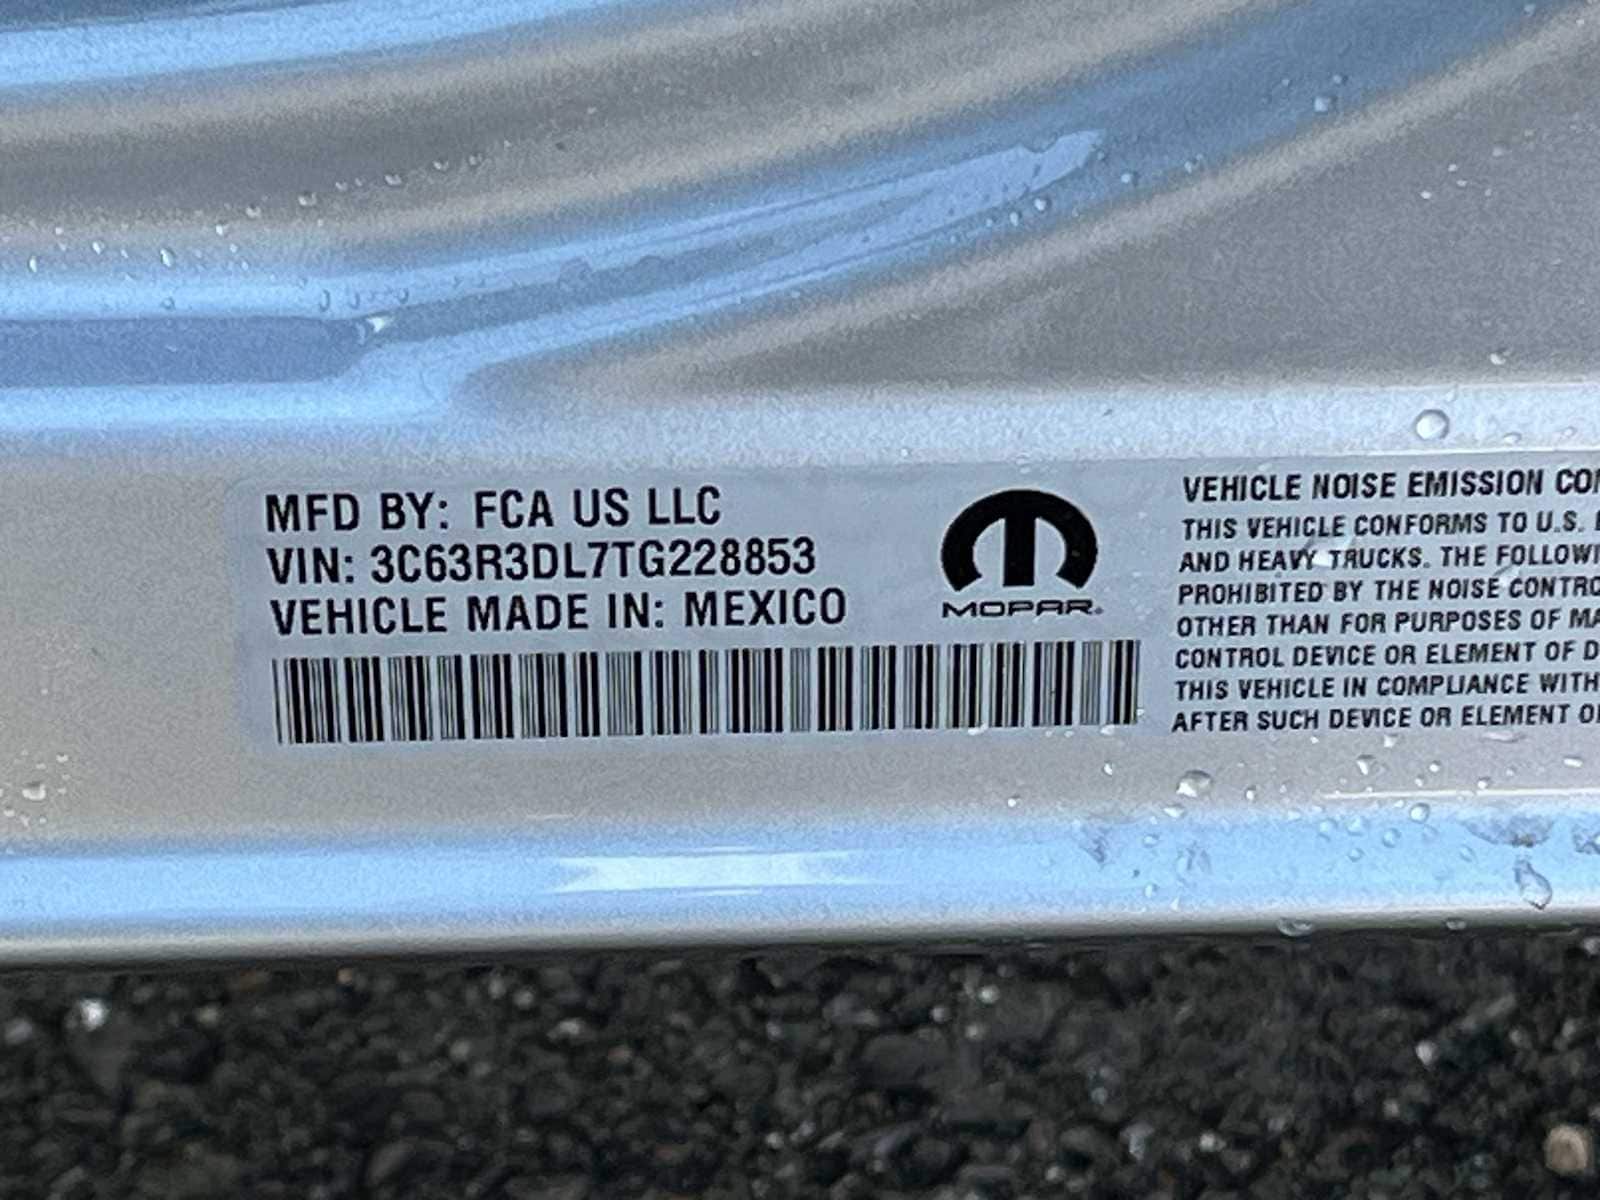 MFD BY: FCA US LLC
VIN: 3C63R3DL7TG228853
VEHICLE MADE IN: MEXICO
MOPAR®
VEHICLE NOISE EMISSION
THIS VEHICLE CONFORMS TO U.S.
AND HEAVY TRUCKS. THE
PROHIBITED BY THE NOISE
OTHER THAN FOR PURPOSES OF
CONTROL DEVICE OR ELEMENT OF
THIS VEHICLE IN COMPLIANCE WITH
AFTER SUCH DEVICE OR ELEMENT